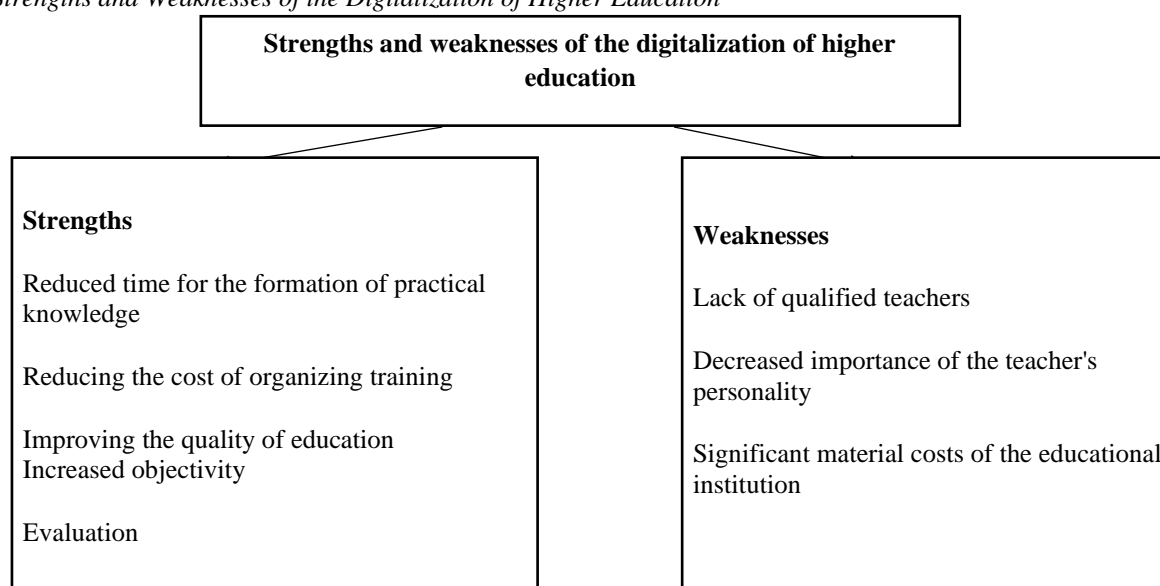 Strengths and Weaknesses of the Digitalization of Higher Education
Strengths and weaknesses of the digitalization of higher
education
Strengths
Reduced time for the formation of practical
knowledge
Reducing the cost of organizing training
Improving the quality of education
Increased objectivity
Evaluation
Weaknesses
Lack of qualified teachers
Decreased importance of the teacher's
personality
Significant material costs of the educational
institution